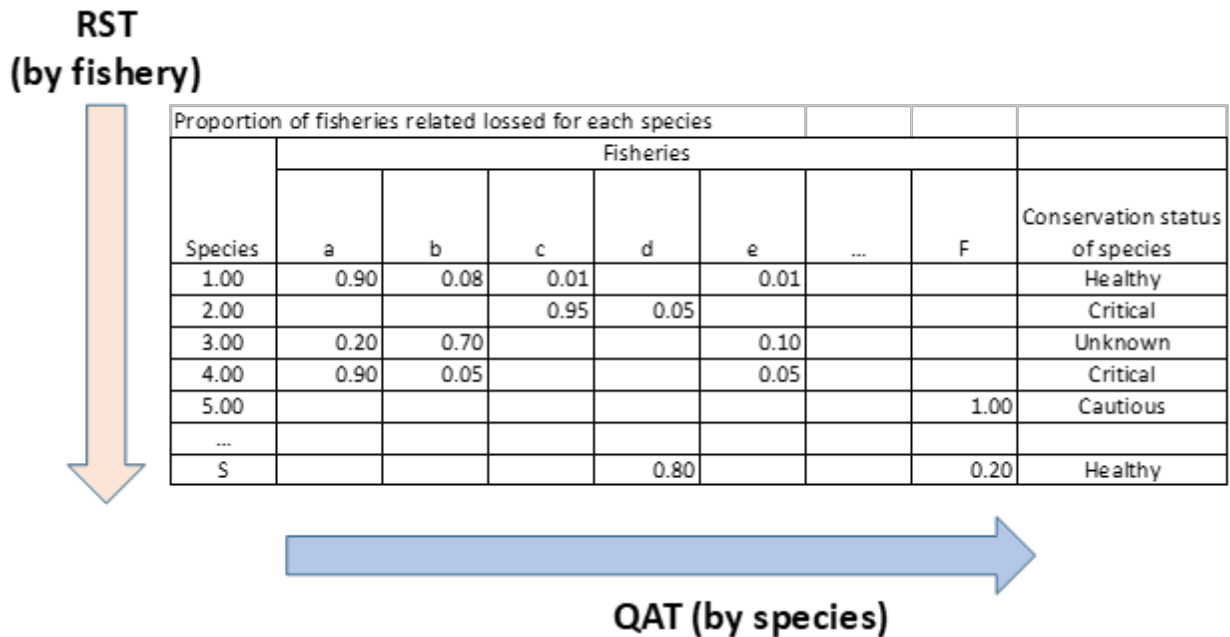 RST
(by fishery)
Proportion of fisheries related lossed for each species
Fisheries
Conservation status
Species a b c d e ... F of species
1.00 0.90 0.08 0.01 0.01 Healthy
2.00 0.95 0.05 Critical
3.00 0.20 0.70 0.10 Unknown
4.00 0.90 0.05 0.05 Critical
5.00 1.00 Cautious
...
S 0.80 0.20 Healthy
QAT (by species)